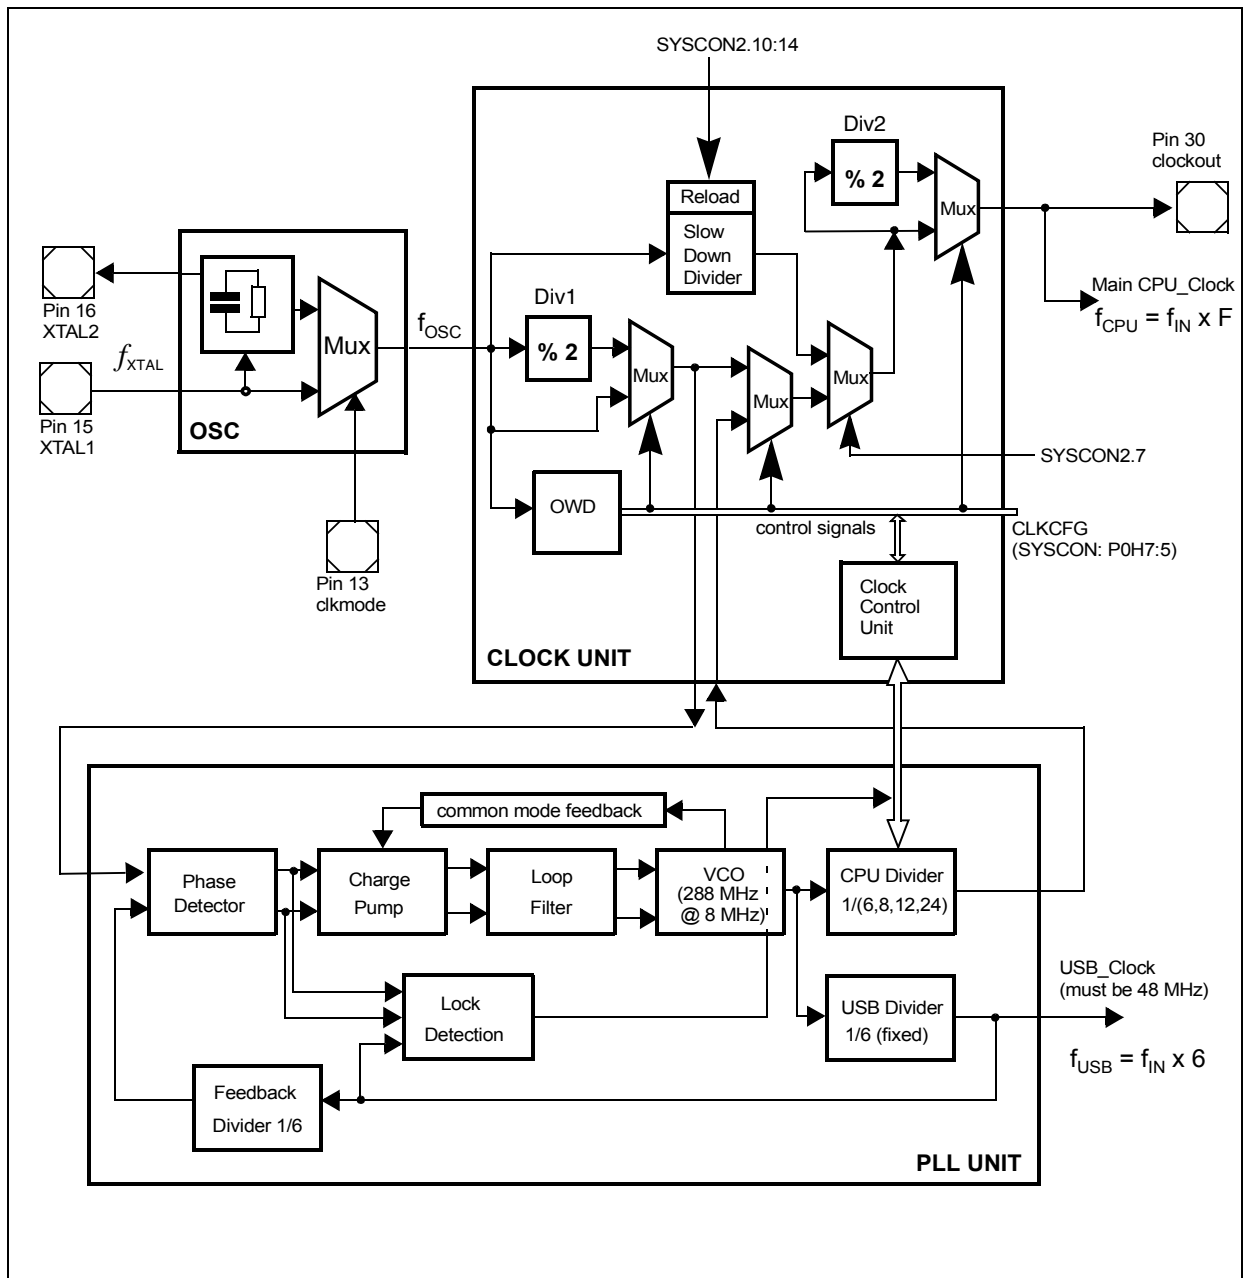 SYSCON2.10:14
Div2
% 2
Mux
Pin 30
clockout
Reload
Slow
Down
Divider
Main CPU_Clock
fCPU = fIN x F
Pin 16
XTAL2
fXTAL
Pin 15
XTAL1
Mux
OSC
fOSC
Div1
% 2
Mux
Mux
Mux
SYSCON2.7
OWD
control signals
CLKCFG
(SYSCON: P0H7:5)
Pin 13
clkmode
Clock
Control
Unit
CLOCK UNIT
common mode feedback
Phase
Detector
Charge
Pump
Loop
Filter
VCO
(288 MHz
@ 8 MHz)
CPU Divider
1/(6,8,12,24)
Lock
Detection
USB Divider
1/6 (fixed)
USB_Clock
(must be 48 MHz)
fUSB = fIN x 6
Feedback
Divider 1/6
PLL UNIT